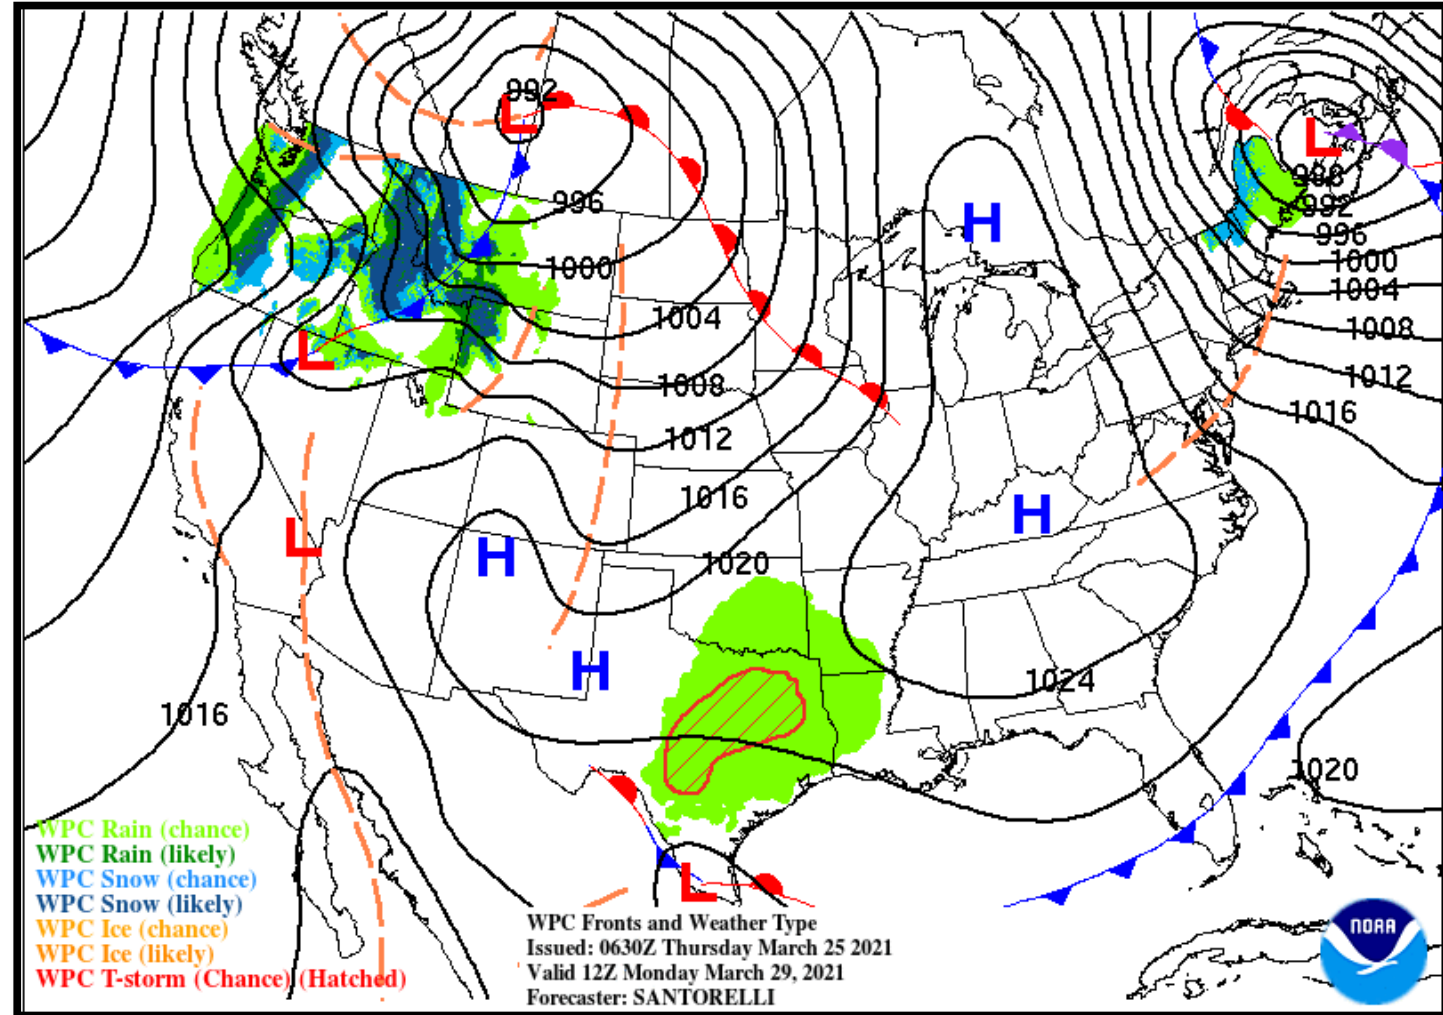 992
L
L
988
H
996
992
996
1000
1000
1004
1004
1008
L
1008
1012
1016
1012
1016
H
L
H
1020
H
1024
1016
1020
L
WPC Rain (chance)
WPC Rain (likely)
WPC Snow (chance)
WPC Snow (likely)
WPC Ice (chance)
WPC Ice (likely)
WPC T-storm (Chance) (Hatched)
WPC Fronts and Weather Type
Issued: 0630Z Thursday March 25 2021
Valid 12Z Monday March 29, 2021
Forecaster: SANTORELLI
NOAA